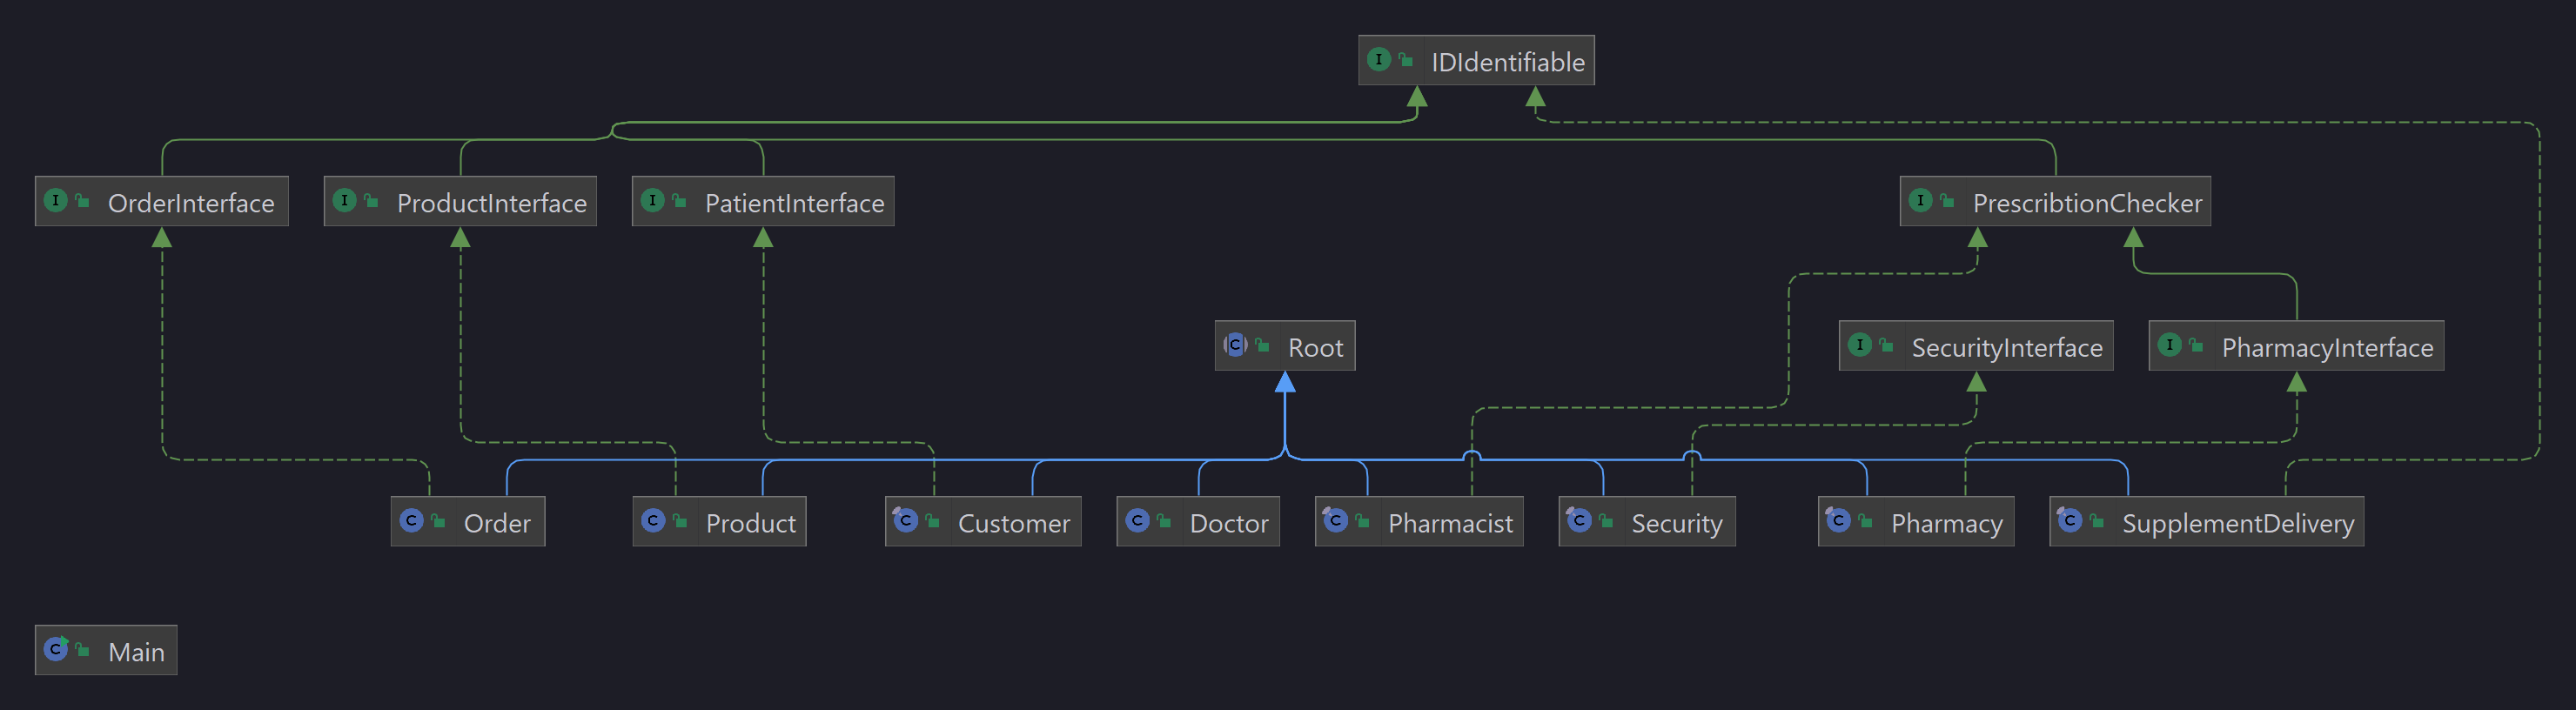 IDIdentifiable
OrderInterface
ProductInterface
PatientInterface
PrescribtionChecker
Root
SecurityInterface
PharmacyInterface
Order
Product
Customer
Doctor
Pharmacist
Security
Pharmacy
SupplementDelivery
Main